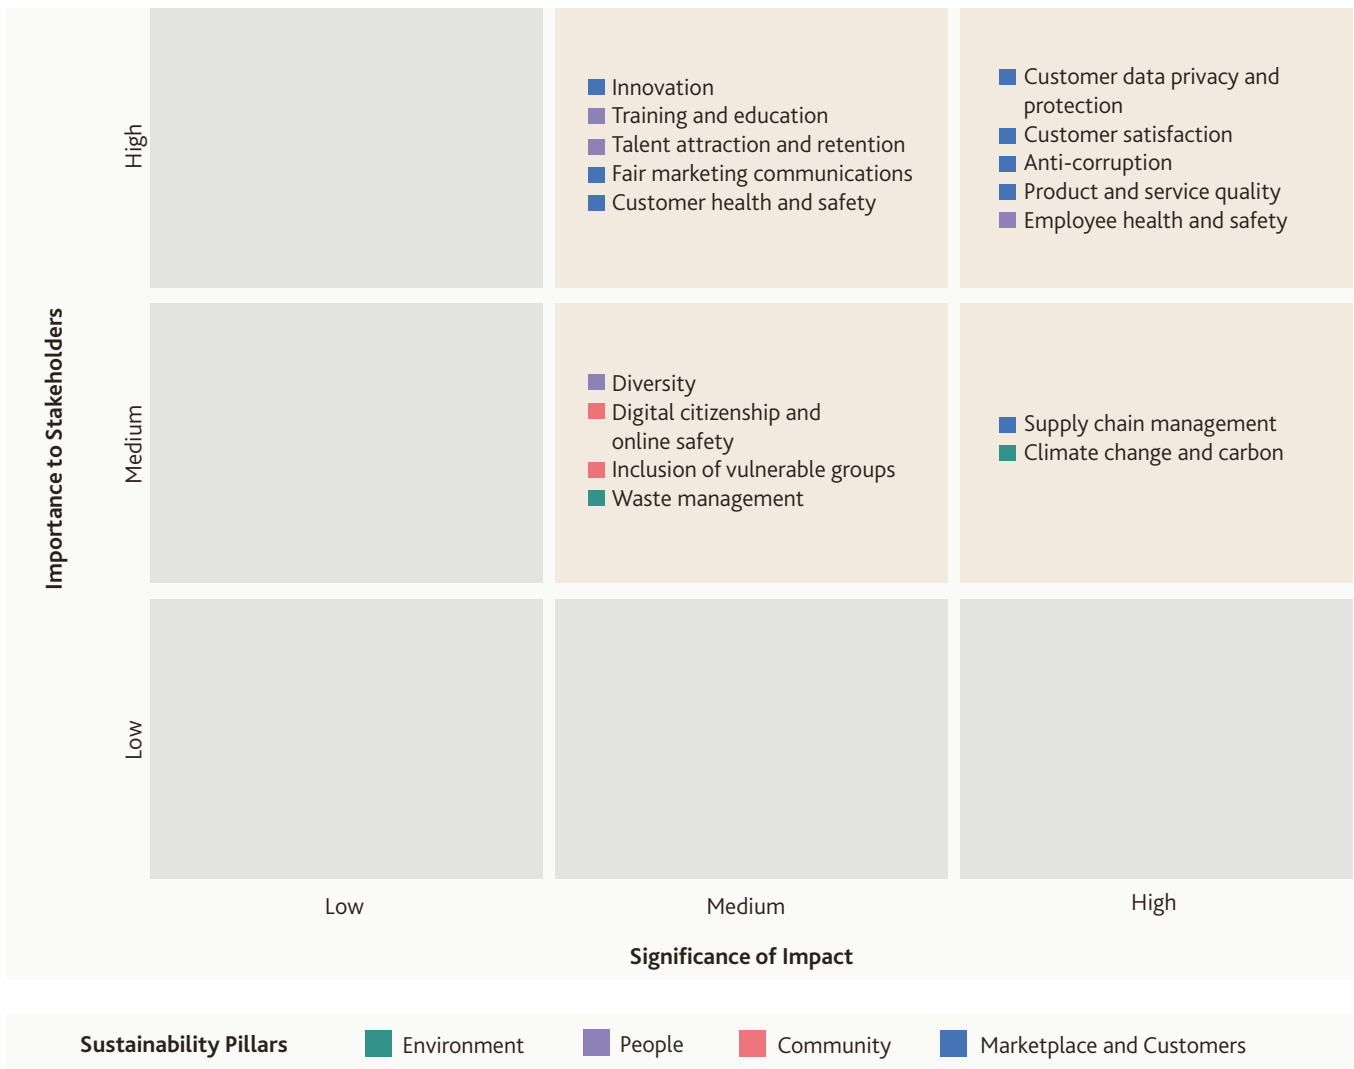 Importance to Stakeholders
High
Innovation
Training and education
Talent attraction and retention
Fair marketing communications
Customer health and safety
Customer data privacy and
protection
Customer satisfaction
Anti-corruption
Product and service quality
Employee health and safety
Medium
Diversity
Digital citizenship and
online safety
Inclusion of vulnerable groups
Waste management
Supply chain management
Climate change and carbon
Low
Low
Medium
High
Significance of Impact
Sustainability Pillars
Environment
People
Community
Marketplace and Customers